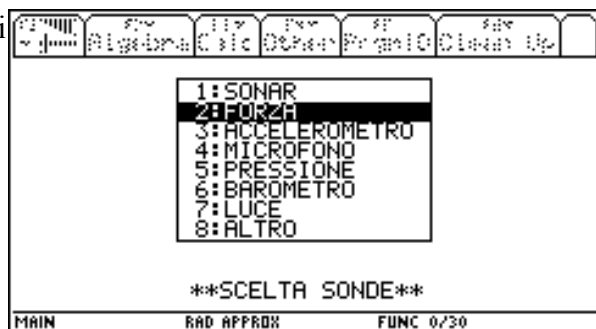 i
Algebra Calc Other PrgmIO Clean Up
1:SONAR
2:FORZA
3:ACCELEROMETRO
4:MICROFONO
5:PRESSIONE
6:BAROMETRO
7:LUCE
8:ALTRO
**SCELTA SONDE**
MAIN RAD APPROX FUNC 0/30